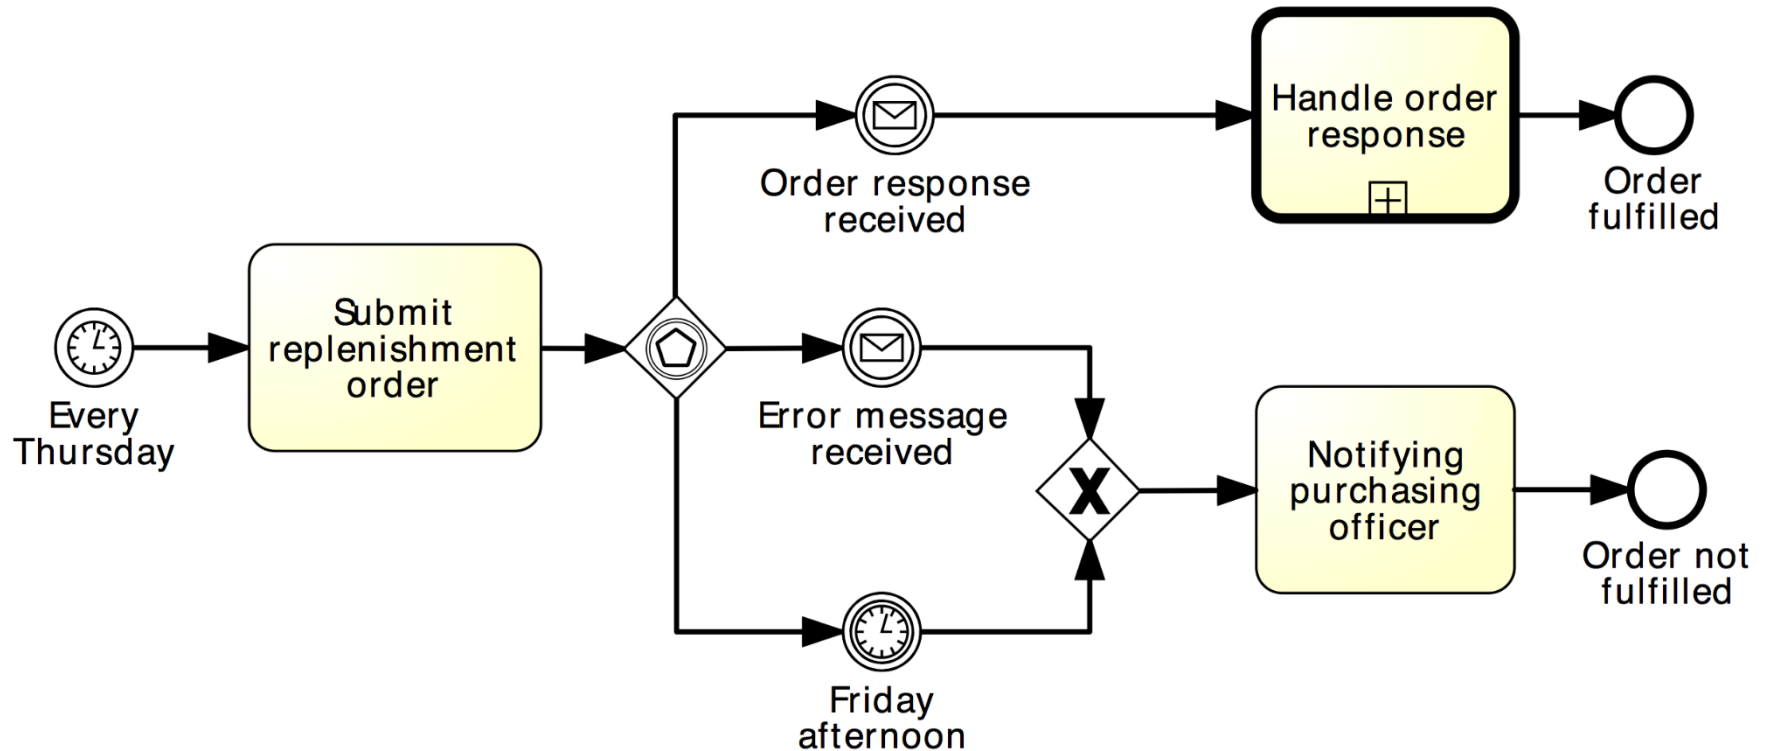 Every
Thursday
Submit
replenishment
order
Order response
received
Handle order
response
Order
fulfilled
Error message
received
Friday
afternoon
X
Notifying
purchasing
officer
Order not
fulfilled